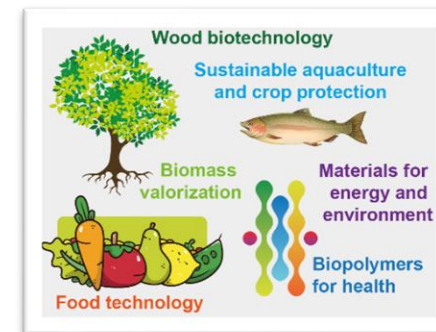 Wood biotechnology
Sustainable aquaculture
and crop protection
Biomass
valorization
Materials for
energy and
environment
Biopolymers
for health
Food technology